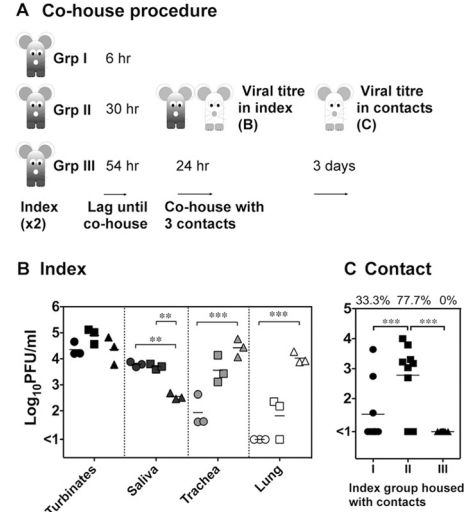 A Co-house procedure
Grp I 6 hr
Grp II 30 hr
Viral titre
in index
(B)
Viral titre
in contacts
(C)
Grp III 54 hr 24 hr 3 days
Index
(x2)
Lag until
co-house
Co-house with
3 contacts
B Index
Log10PFU/ml
6
5
4
3
2
<1
**
**
***
***
Turbinates
Saliva
Trachea
Lung
C Contact
33.3% 77.7% 0%
5
4
3
2
<1
*** ***
I II III
Index group housed
with contacts